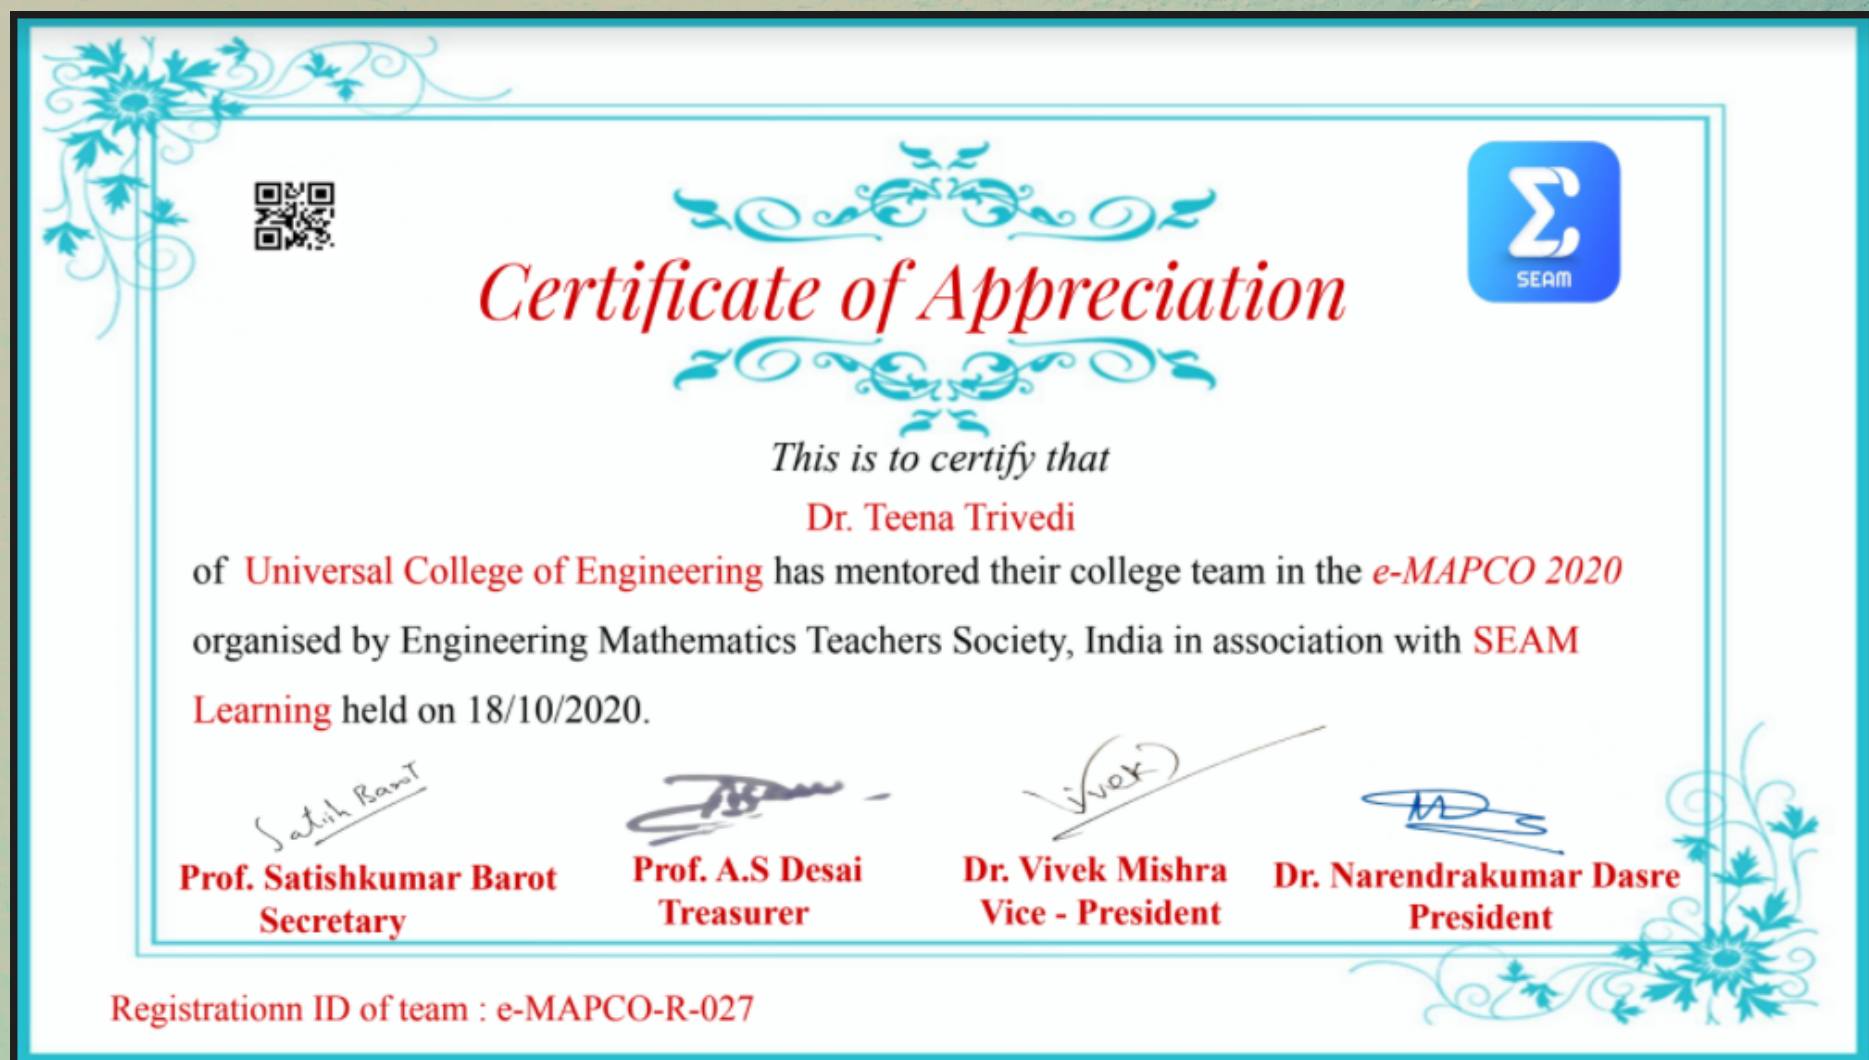 SEAM
Certificate of Appreciation
This is to certify that
Dr. Teena Trivedi
of Universal College of Engineering has mentored their college team in the e-MAPCO 2020
organised by Engineering Mathematics Teachers Society, India in association with SEAM
Learning held on 18/10/2020.
Satish Barot
Vivek
Prof. Satishkumar Barot
Secretary
Prof. A.S Desai
Treasurer
Dr. Vivek Mishra
Vice - President
Dr. Narendrakumar Dasre
President
Registrationn ID of team : e-MAPCO-R-027